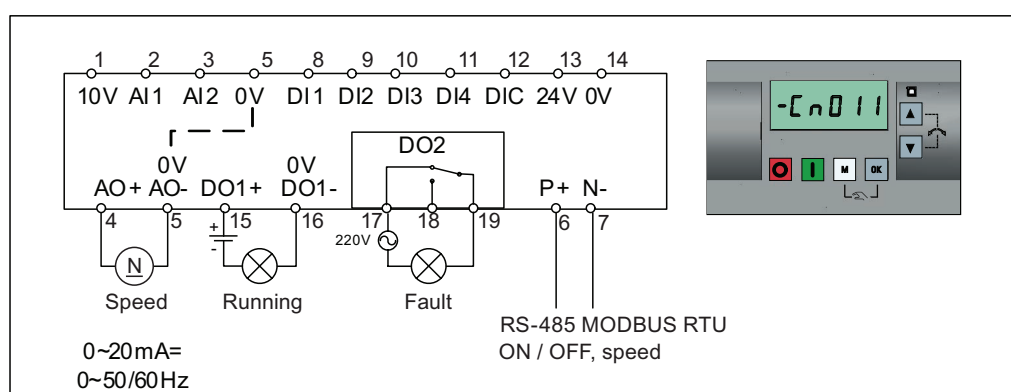 1 2 3 5 8 9 10 11 12 13 14
10V AI1 AI2 0V DI1 DI2 DI3 DI4 DIC 24V 0V
-Cn011
DO2
0V 0V
AO+ AO- DO1+ DO1- P+ N-
M OK
4 5 15 16 17 18 19 6 7
+
-
220V
N
Speed Running Fault
RS-485 MODBUS RTU
ON / OFF, speed
0~20mA=
0~50/60Hz